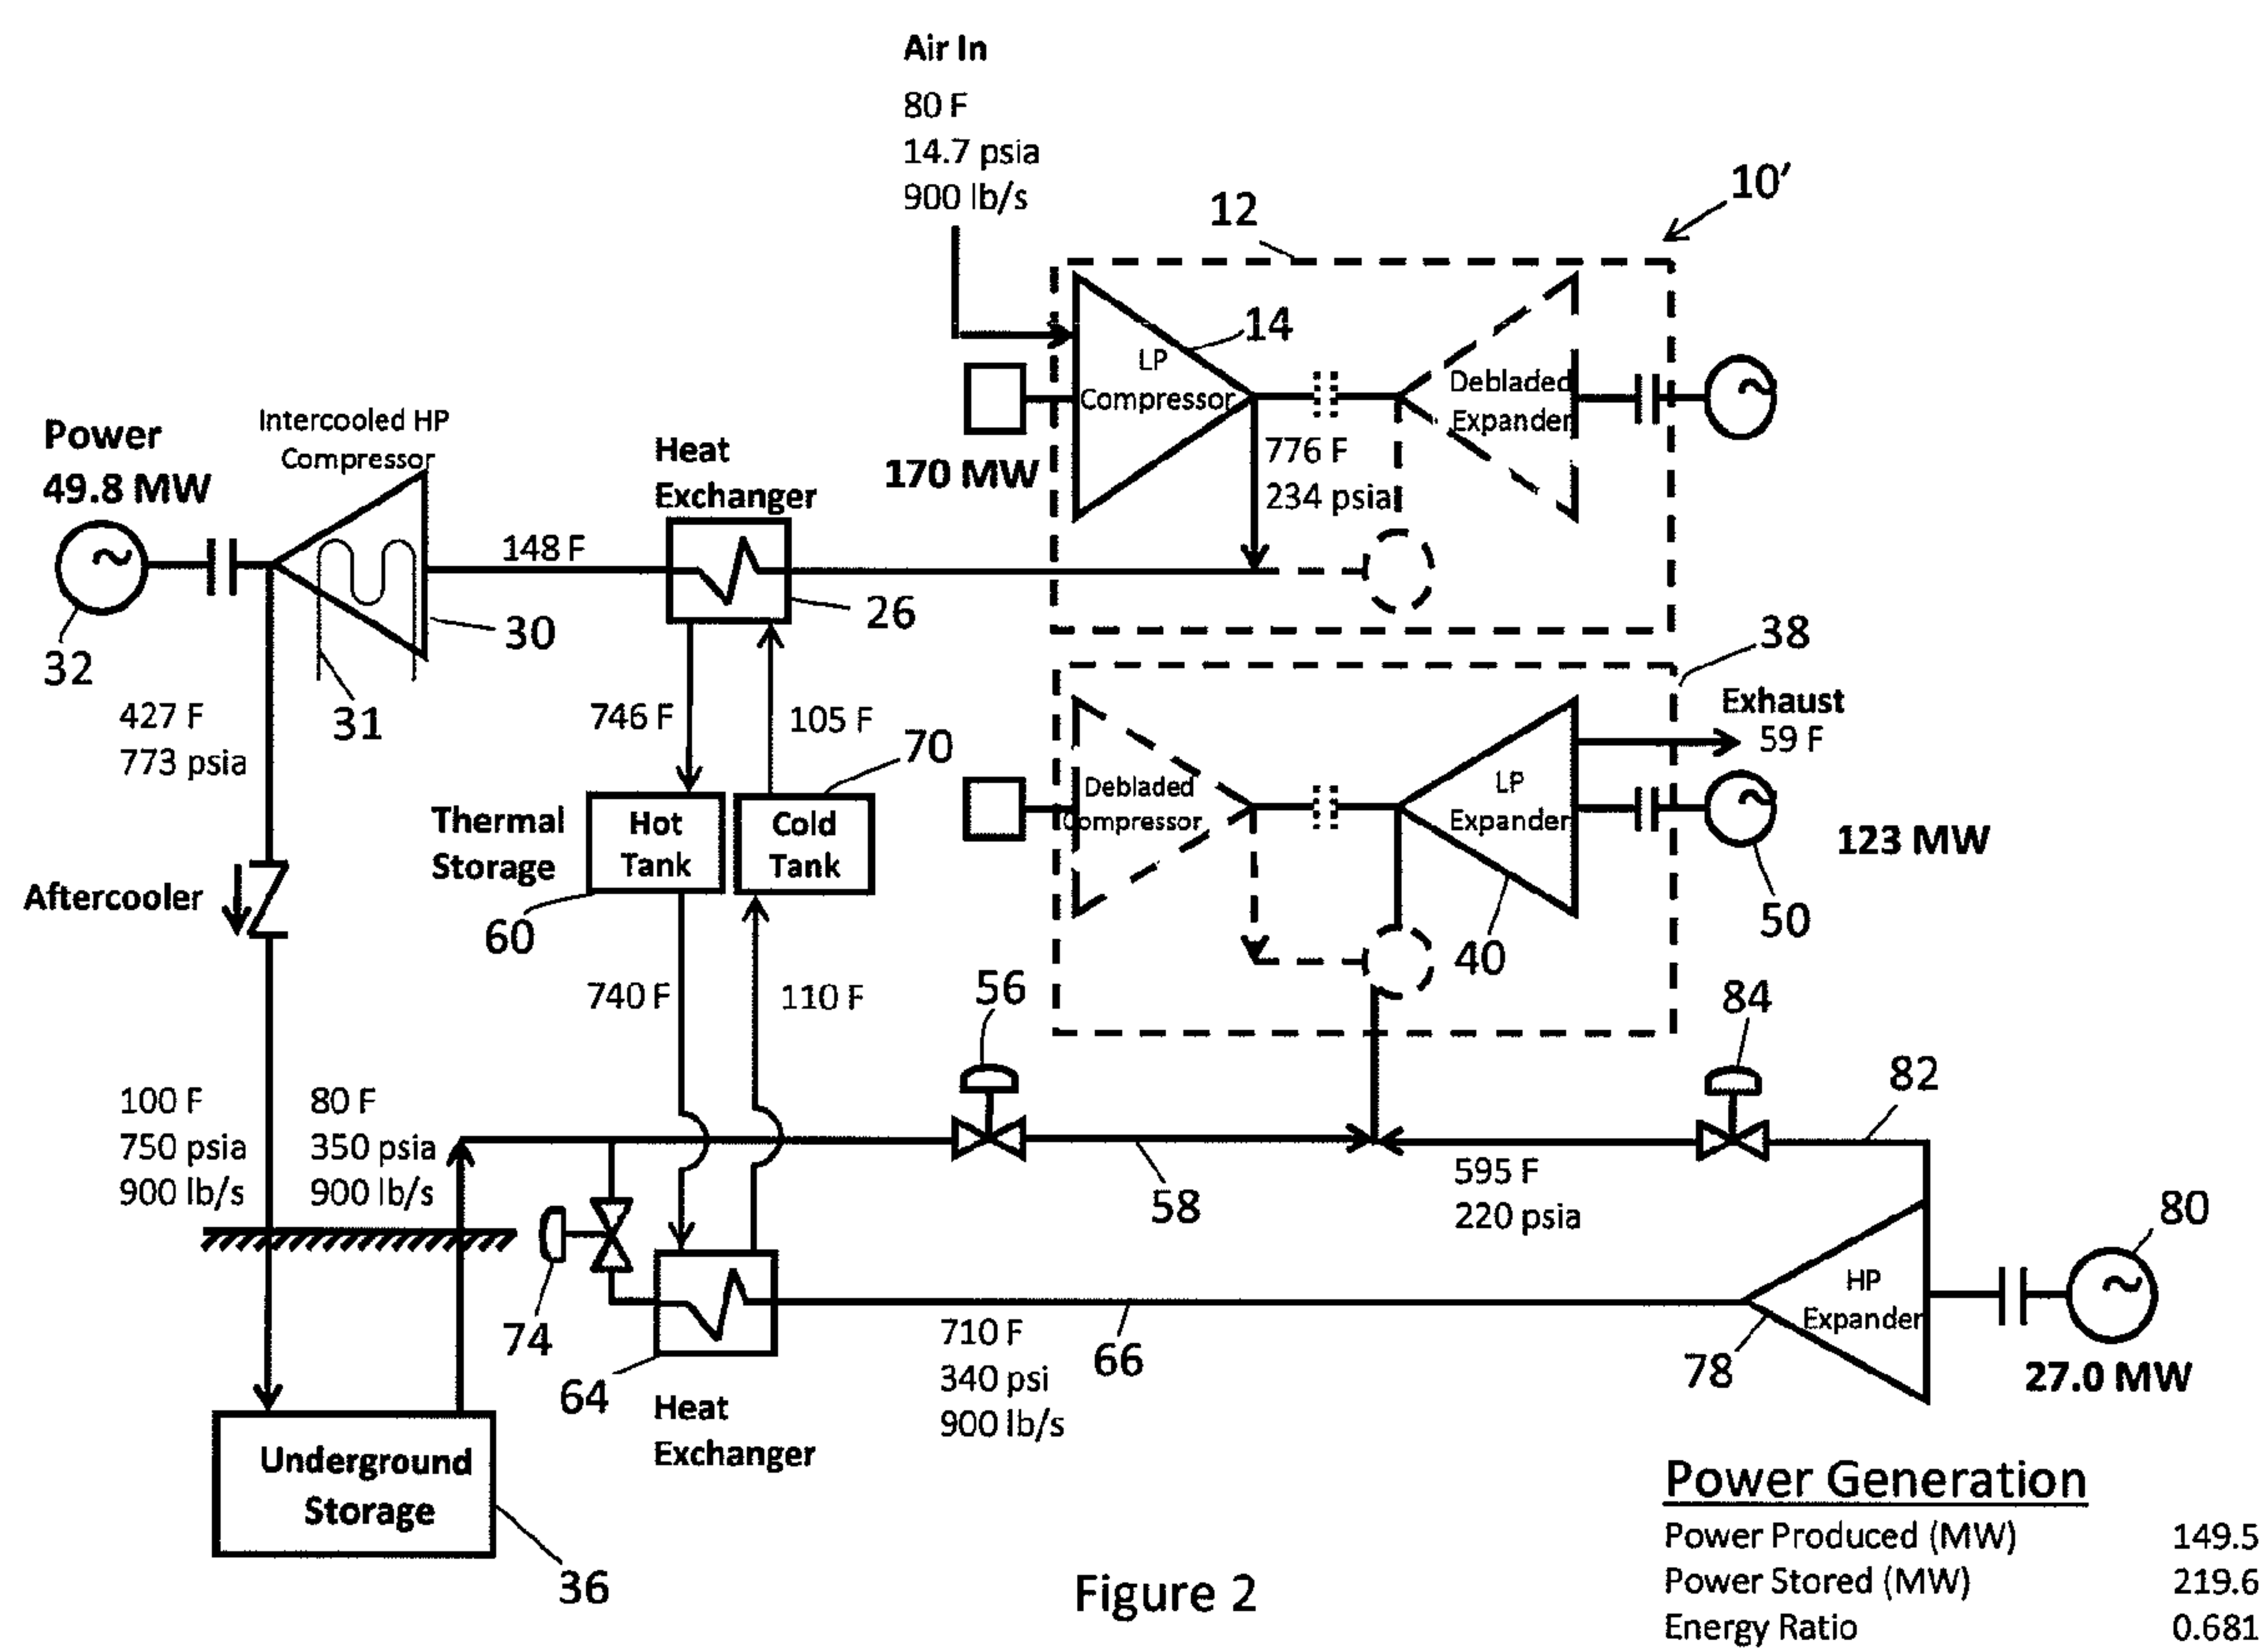 Air In
80 F
14.7 psia
900 lb/s
10’
12
14
LP
Compressor
Debladed
Expander
170 MW
776 F
234 psia
Power
49.8 MW
Intercooled HP
Compressor
Heat
Exchanger
148 F
26
30
32
31
427 F
773 psia
746 F
105 F
70
38
Exhaust
59 F
Debladed
Compressor
LP
Expander
123 MW
50
40
Thermal
Storage
Hot
Tank
Cold
Tank
60
Aftercooler
740 F
110 F
56
84
82
100 F
750 psia
900 lb/s
80 F
350 psia
900 lb/s
58
595 F
220 psia
80
74
64
Heat
Exchanger
710 F
340 psi
900 lb/s
66
HP
Expander
78
27.0 MW
Underground
Storage
36
Power Generation
Power Produced (MW) 149.5
Power Stored (MW) 219.6
Energy Ratio 0.681
Figure 2